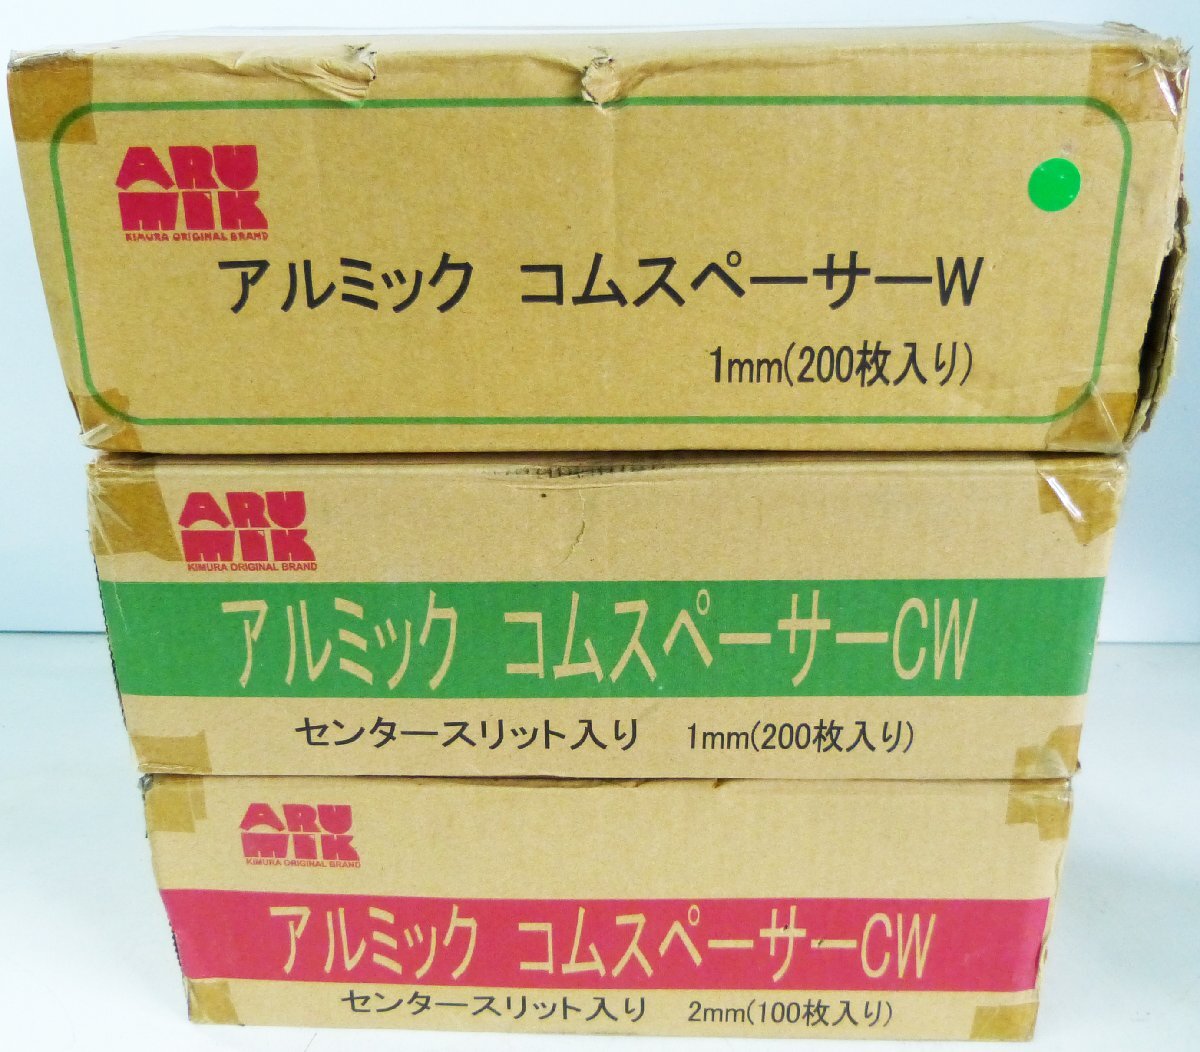 ARU
MIK
KIMURA ORIGINAL BRAND
アルミック コムスペーサーW
1mm(200枚入り)
ARU
MIK
KIMURA ORIGINAL BRAND
アルミック コムスペーサーCW
センタースリット入り 1mm(200枚入り)
ARU
MIK
KIMURA ORIGINAL BRAND
アルミック コムスペーサーCW
センタースリット入り 2mm(100枚入り)